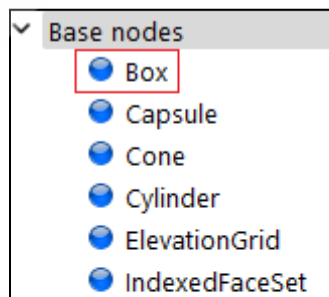 Base nodes
Box
Capsule
Cone
Cylinder
ElevationGrid
IndexedFaceSet